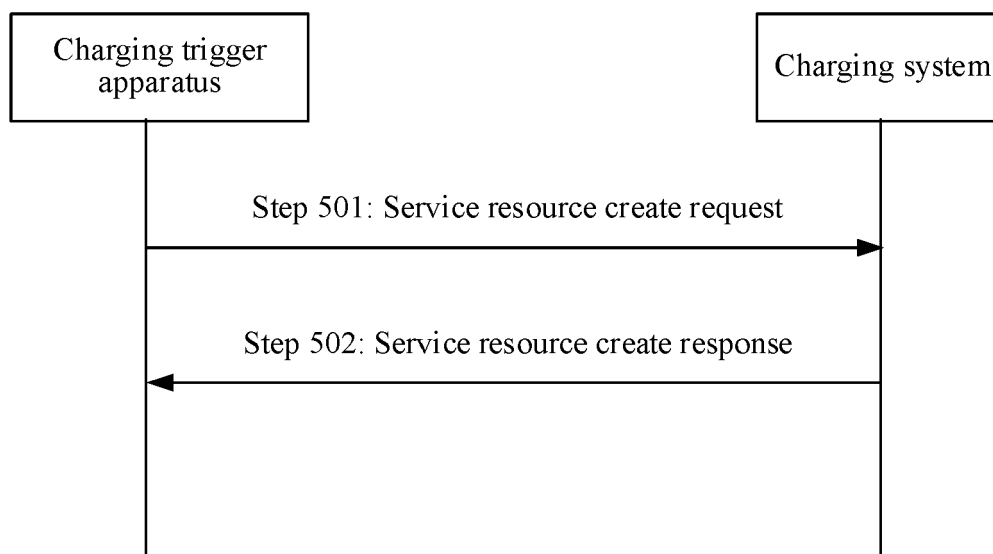 Charging trigger
apparatus
Charging system
Step 501: Service resource create request
Step 502: Service resource create response